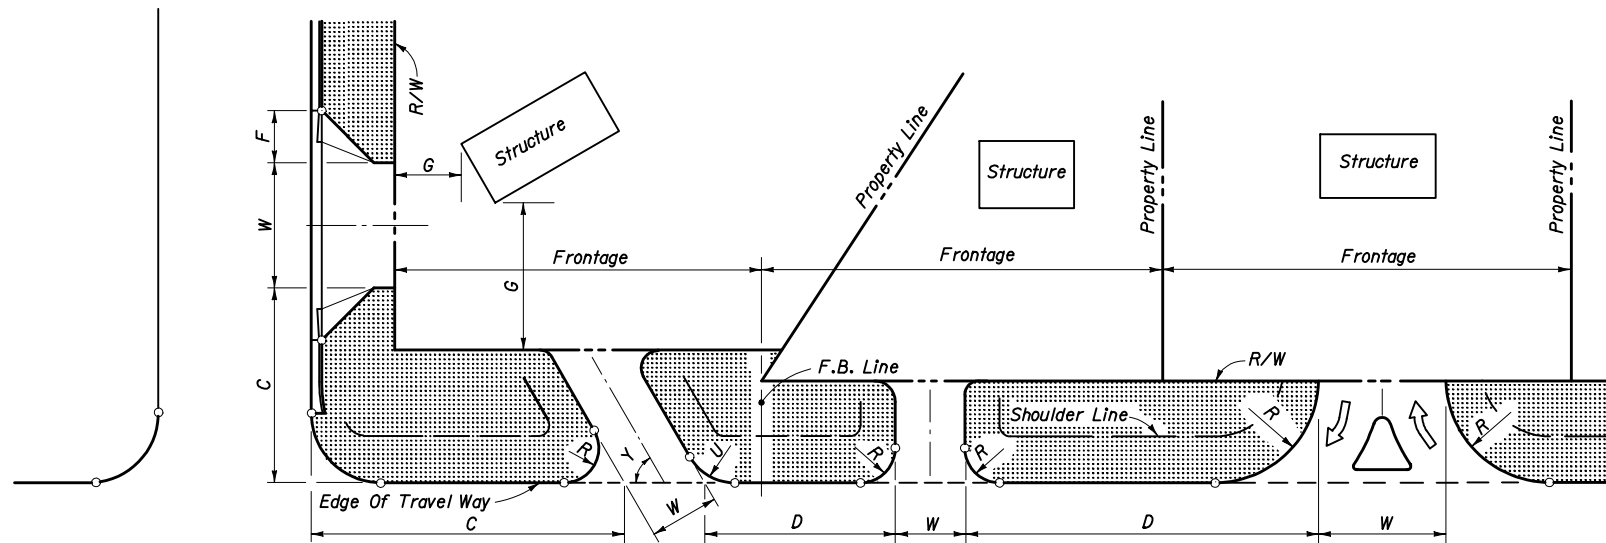 R/W
F
Structure
G
W
Property Line
Structure
Property Line
Structure
Property Line
Frontage
Frontage
Frontage
G
C
F.B. Line
R/W
Shoulder Line
R
Y
U
R
R
R
R
Edge Of Travel Way
W
C
D
W
D
W